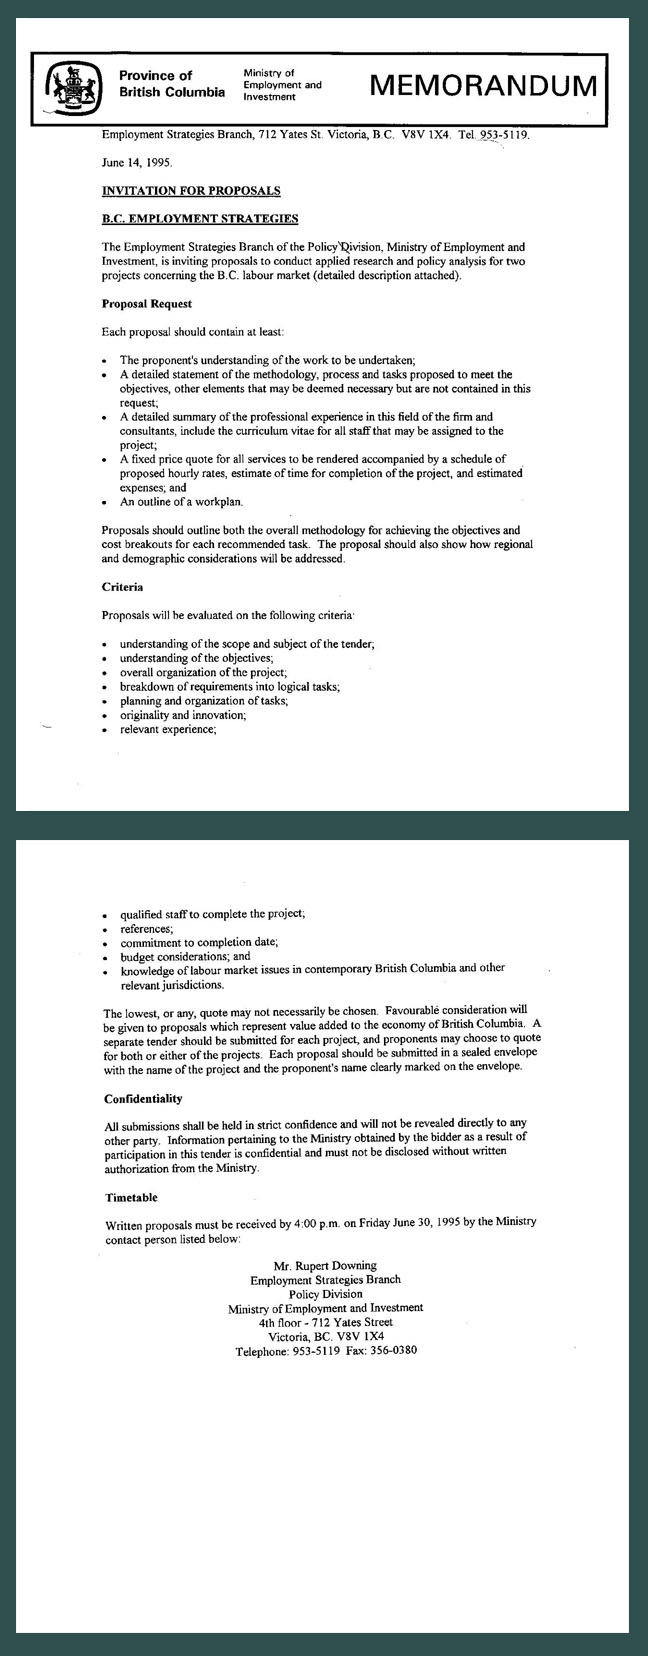 Province of
British Columbia
Ministry of
Employment and
Investment
MEMORANDUM
Employment Strategies Branch, 712 Yates St. Victoria, B.C. V8V 1X4. Tel. 953-5119.
June 14, 1995.
INVITATION FOR PROPOSALS
B.C. EMPLOYMENT STRATEGIES
The Employment Strategies Branch of the Policy Division, Ministry of Employment and
Investment, is inviting proposals to conduct applied research and policy analysis for two
projects concerning the B.C. labour market (detailed description attached).
Proposal Request
Each proposal should contain at least:
• The proponent's understanding of the work to be undertaken;
• A detailed statement of the methodology, process and tasks proposed to meet the
objectives, other elements that may be deemed necessary but are not contained in this
request;
• A detailed summary of the professional experience in this field of the firm and
consultants, include the curriculum vitae for all staff that may be assigned to the
project;
• A fixed price quote for all services to be rendered accompanied by a schedule of
proposed hourly rates, estimate of time for completion of the project, and estimated
expenses; and
• An outline of a workplan.
Proposals should outline both the overall methodology for achieving the objectives and
cost breakouts for each recommended task. The proposal should also show how regional
and demographic considerations will be addressed.
Criteria
Proposals will be evaluated on the following criteria:
• understanding of the scope and subject of the tender;
• understanding of the objectives;
• overall organization of the project;
• breakdown of requirements into logical tasks;
• planning and organization of tasks;
• originality and innovation;
• relevant experience;
• qualified staff to complete the project;
• references;
• commitment to completion date;
• budget considerations; and
• knowledge of labour market issues in contemporary British Columbia and other
relevant jurisdictions.
The lowest, or any, quote may not necessarily be chosen. Favourable consideration will
be given to proposals which represent value added to the economy of British Columbia. A
separate tender should be submitted for each project, and proponents may choose to quote
for both or either of the projects. Each proposal should be submitted in a sealed envelope
with the name of the project and the proponent's name clearly marked on the envelope.
Confidentiality
All submissions shall be held in strict confidence and will not be revealed directly to any
other party. Information pertaining to the Ministry obtained by the bidder as a result of
participation in this tender is confidential and must not be disclosed without written
authorization from the Ministry.
Timetable
Written proposals must be received by 4:00 p.m. on Friday June 30, 1995 by the Ministry
contact person listed below:
Mr. Rupert Downing
Employment Strategies Branch
Policy Division
Ministry of Employment and Investment
4th floor - 712 Yates Street
Victoria, BC. V8V 1X4
Telephone: 953-5119 Fax: 356-0380